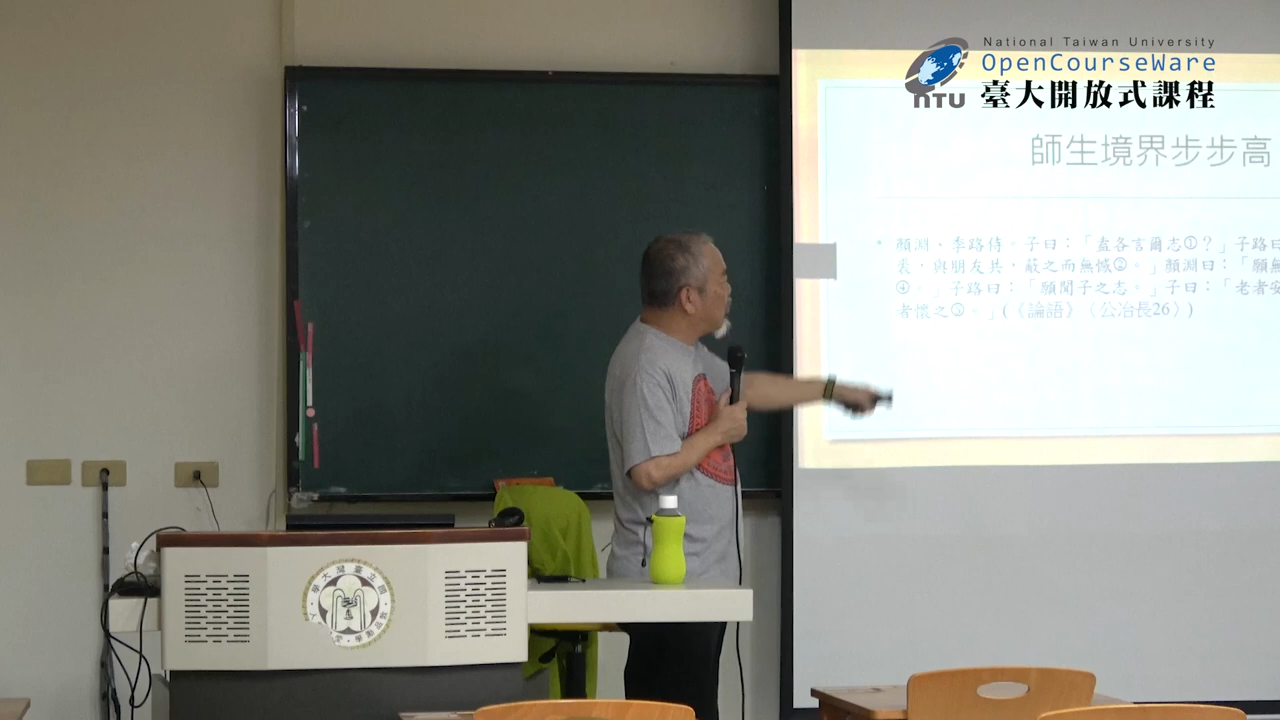 National Taiwan University
OpenCourseWare
臺大開放式課程
NTU
師生境界步步高
• 顏淵、季路侍。子曰：「盍各言爾志①？」子路曰
裘，與朋友共，蔽之而無憾②。」顏淵曰：「願無
④。」子路曰：「願聞子之志。」子曰：「老者安
者懷之⑤。」(《論語》〈公冶長26〉)